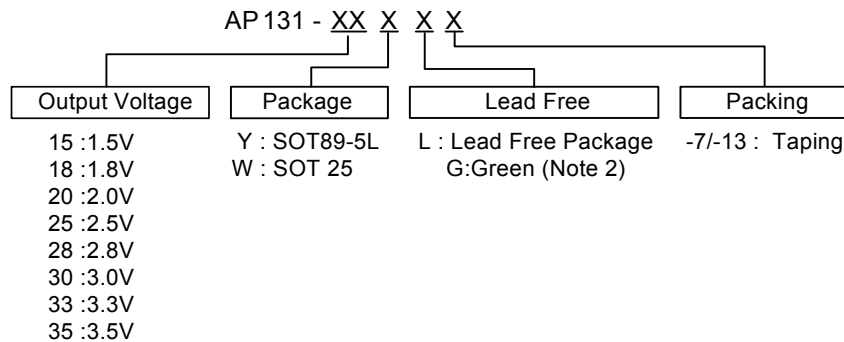 AP131 - XX X X X
Output Voltage Package Lead Free Packing
15 :1.5V Y : SOT89-5L L : Lead Free Package -7/-13 : Taping
18 :1.8V W : SOT 25 G:Green (Note 2)
20 :2.0V
25 :2.5V
28 :2.8V
30 :3.0V
33 :3.3V
35 :3.5V